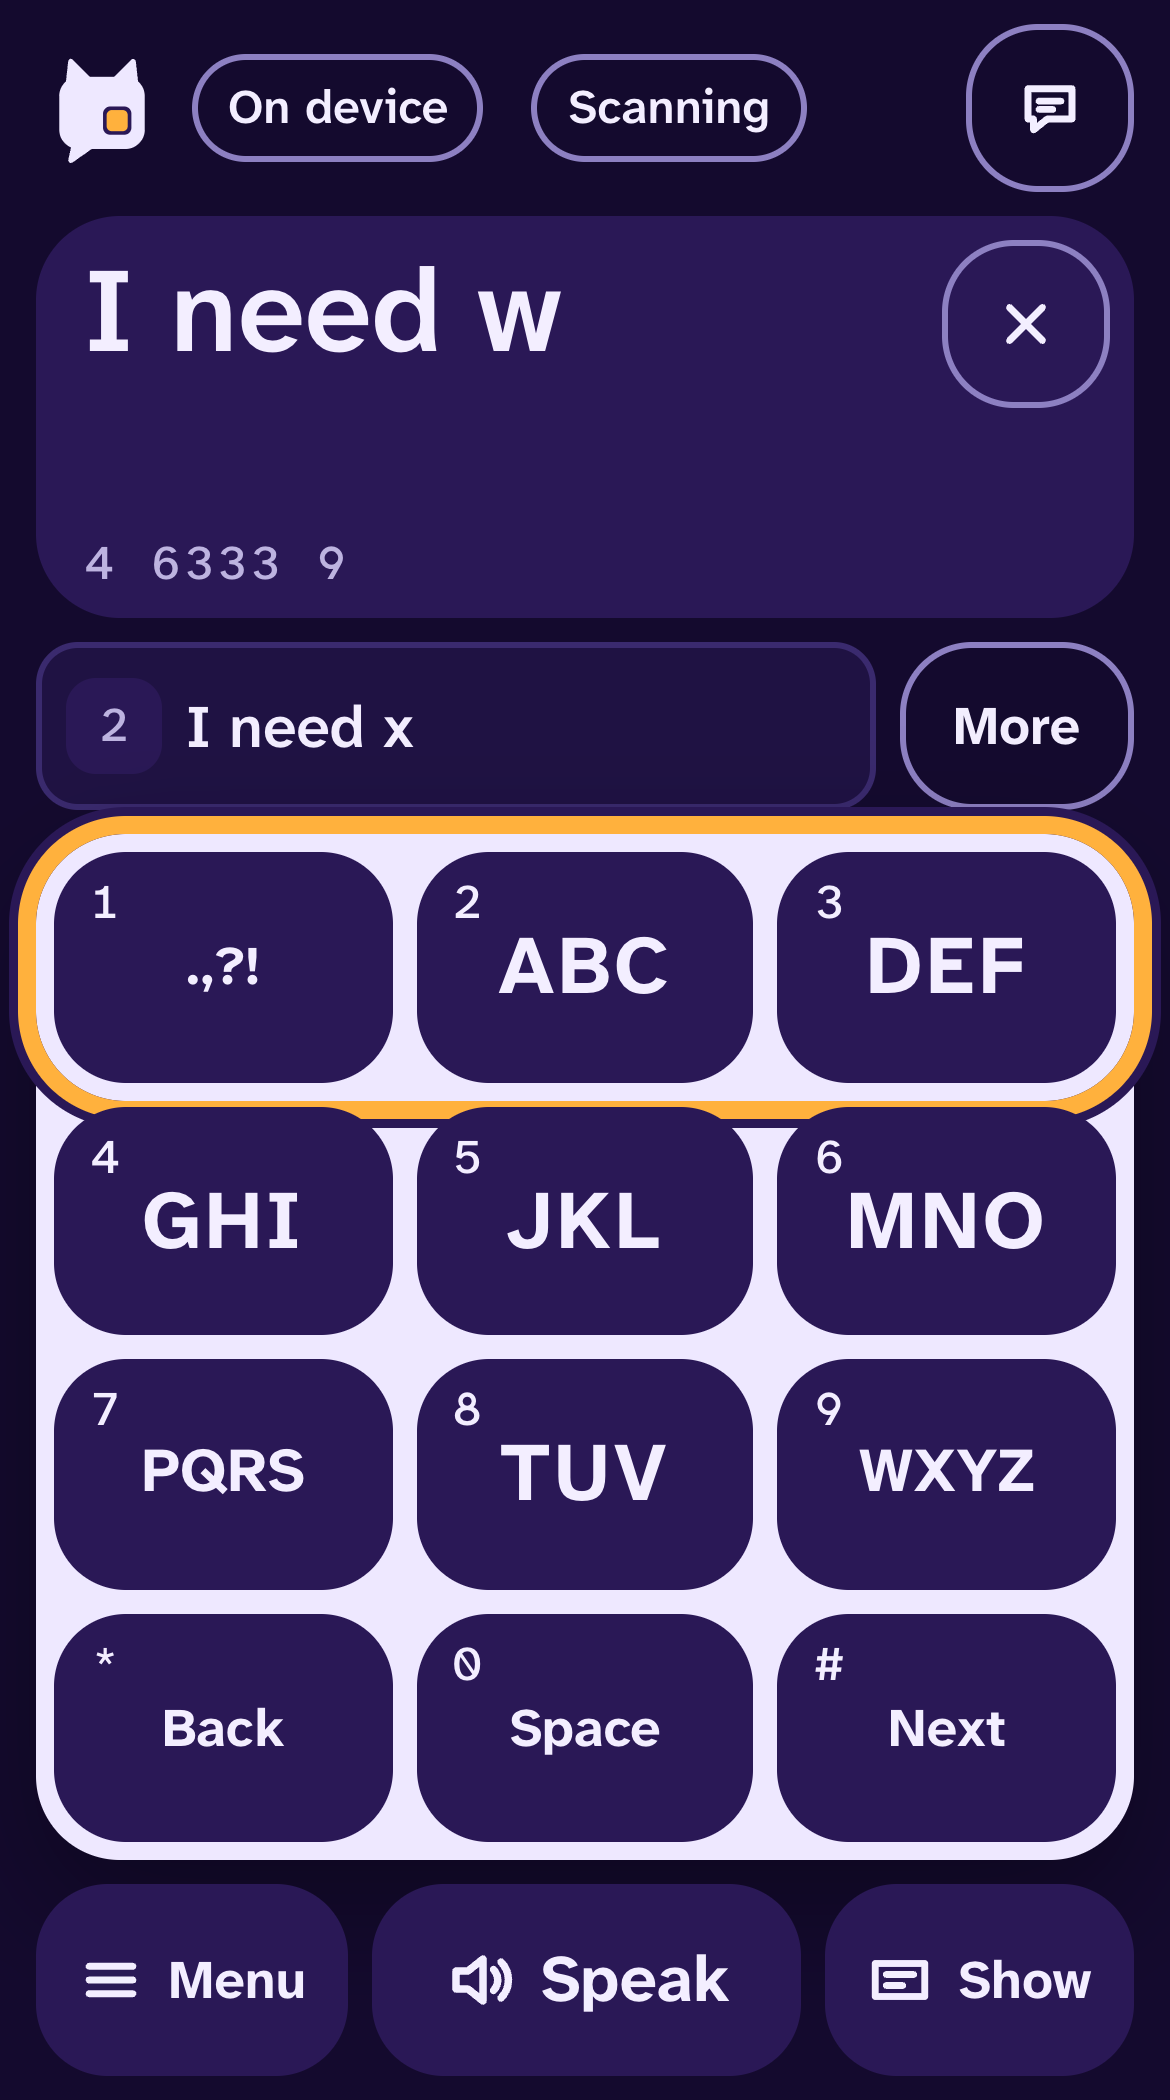 On device
Scanning
I need w
4 6333 9
2 I need x
More
1 .,?!
2 ABC
3 DEF
4 GHI
5 JKL
6 MNO
7 PQRS
8 TUV
9 WXYZ
* Back
0 Space
# Next
Menu
Speak
Show